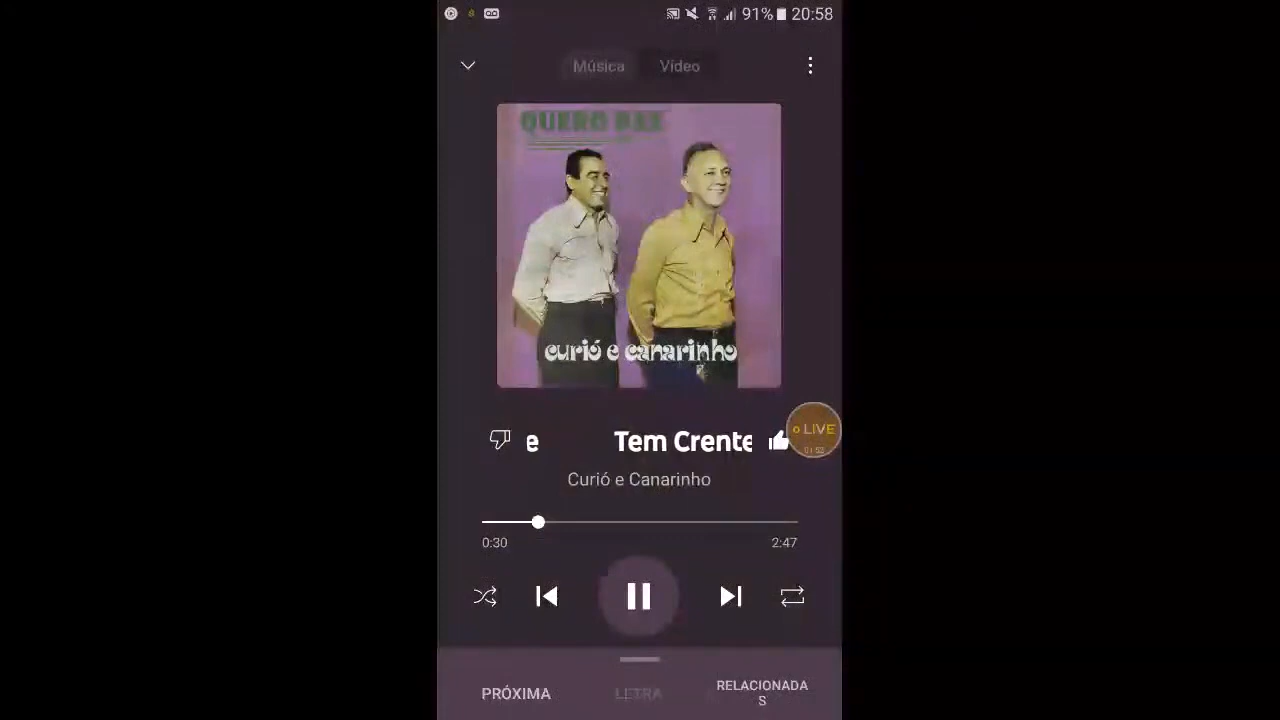 91% 20:58
Música Vídeo
QUERO PAZ
curió e canarinho
e Tem Crente
LIVE
Curió e Canarinho
0:30 2:47
PRÓXIMA LETRA RELACIONADA
S